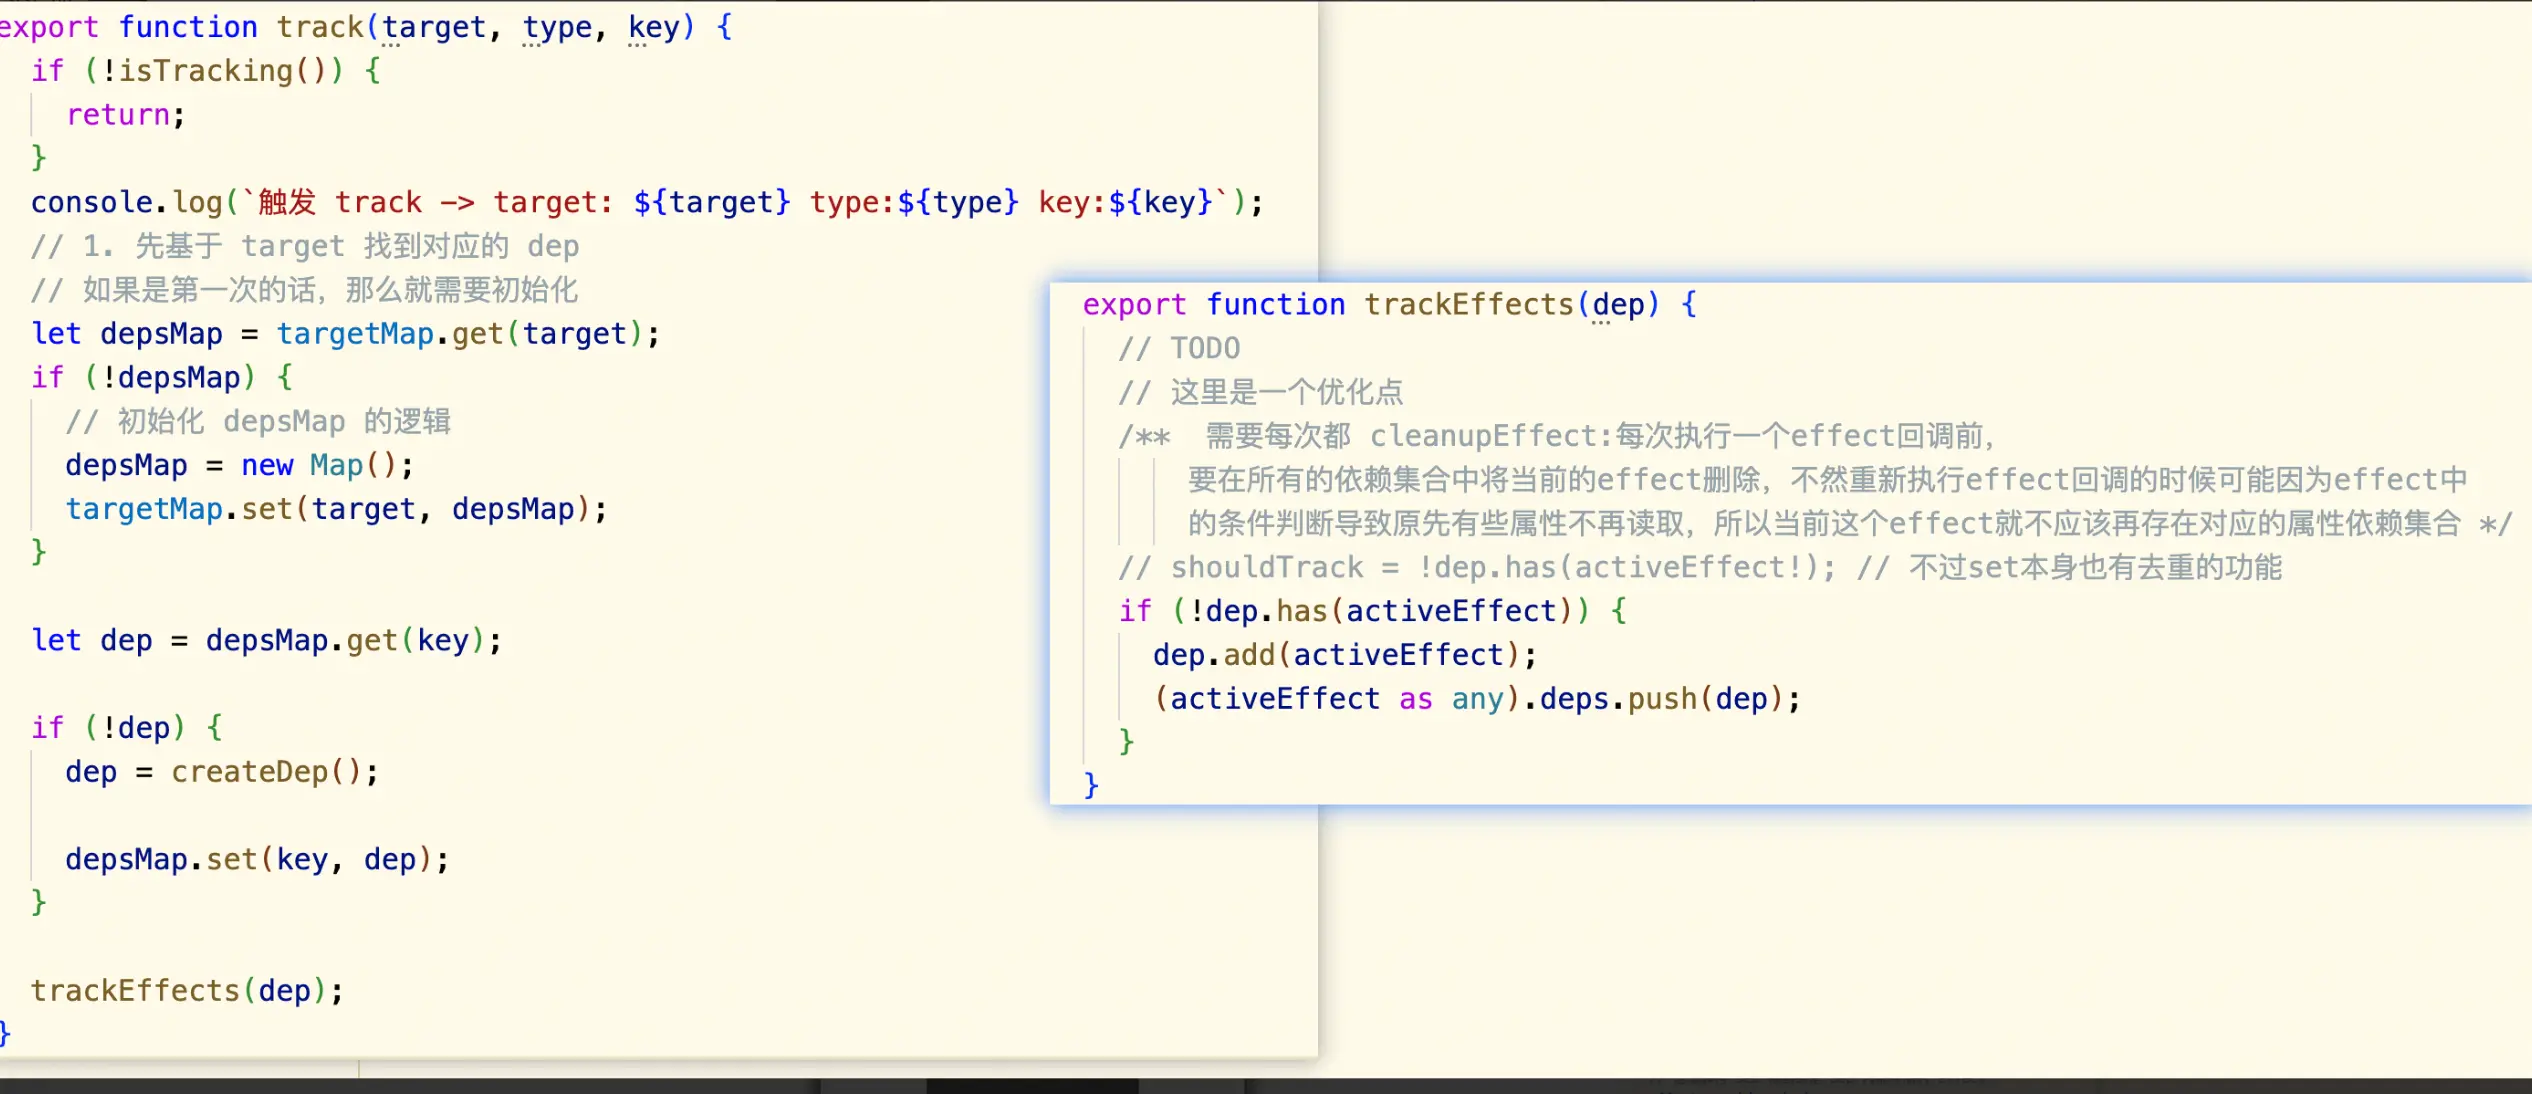 export function track(target, type, key) {
if (!isTracking()) {
return;
}
console.log(`触发 track -> target: ${target} type:${type} key:${key}`);
// 1. 先基于 target 找到对应的 dep
// 如果是第一次的话，那么就需要初始化
let depsMap = targetMap.get(target);
if (!depsMap) {
// 初始化 depsMap 的逻辑
depsMap = new Map();
targetMap.set(target, depsMap);
}
let dep = depsMap.get(key);
if (!dep) {
dep = createDep();
depsMap.set(key, dep);
}
trackEffects(dep);
}
export function trackEffects(dep) {
// TODO
// 这里是一个优化点
/** 需要每次都 cleanupEffect:每次执行一个effect回调前，
要在所有的依赖集合中将当前的effect删除，不然重新执行effect回调的时候可能因为effect中
的条件判断导致原先有些属性不再读取，所以当前这个effect就不应该再存在对应的属性依赖集合 */
// shouldTrack = !dep.has(activeEffect!); // 不过set本身也有去重的功能
if (!dep.has(activeEffect)) {
dep.add(activeEffect);
(activeEffect as any).deps.push(dep);
}
}